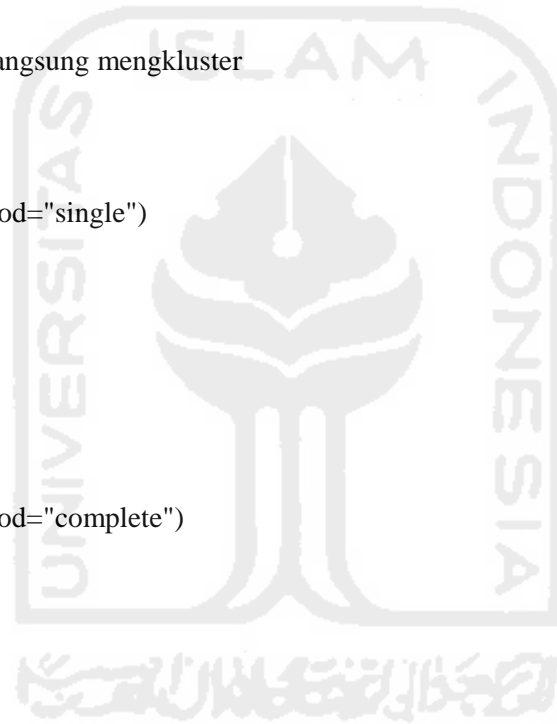 angsung mengkluster
ISLAM
UNIVERSITAS
INDONESIA
od="single")
od="complete")